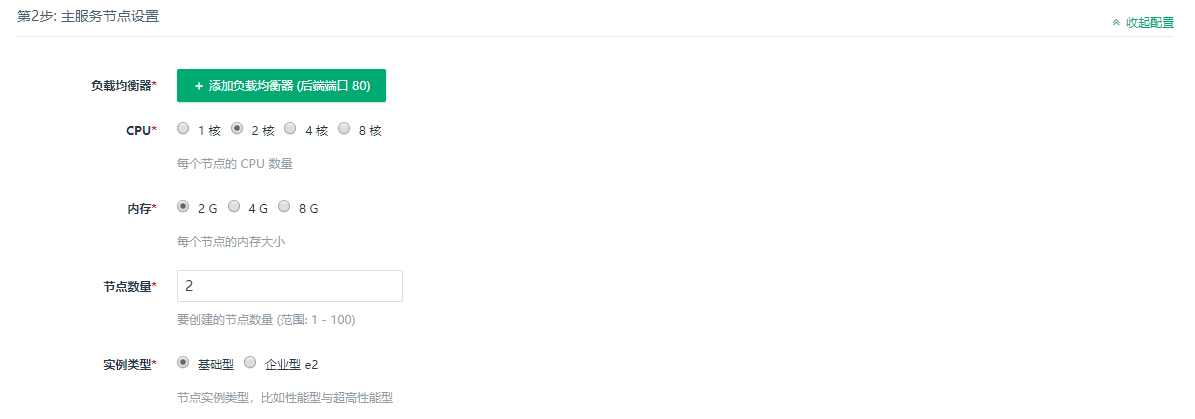 第2步: 主服务节点设置
收起配置
负载均衡器*
+ 添加负载均衡器 (后端端口 80)
CPU* 1 核 2 核 4 核 8 核
每个节点的 CPU 数量
内存* 2 G 4 G 8 G
每个节点的内存大小
节点数量* 2
要创建的节点数量 (范围: 1 - 100)
实例类型* 基础型 企业型 e2
节点实例类型，比如性能型与超高性能型